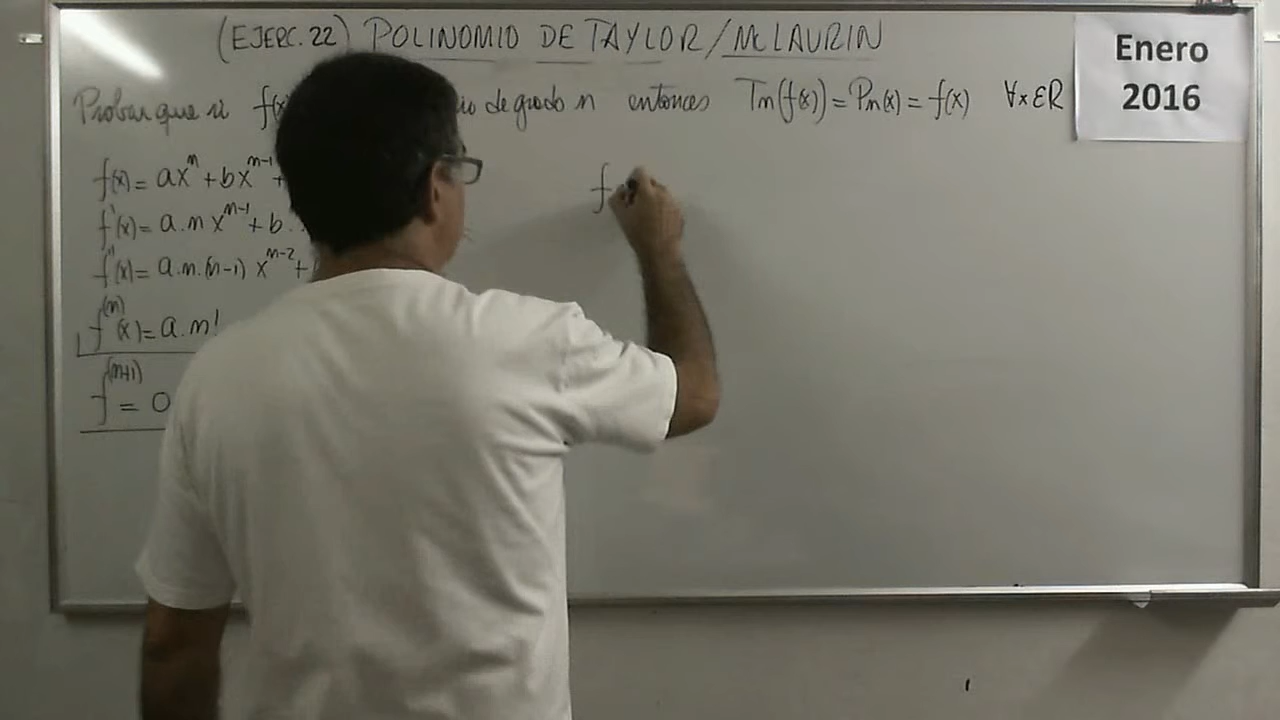 (EJERC. 22) POLINOMIO DE TAYLOR/MCLAURIN
Enero
2016
Probar que si f(x de grado n entonces Tn(f(x)) = Pn(x) = f(x) ∀x∈R
f(x) = ax^n + bx^(n-1) +
f'(x) = a.n x^(n-1) + b.
f''(x) = a.n.(n-1) x^(n-2) +
f^(n)(x) = a.n!
f^(n+1) = 0
f